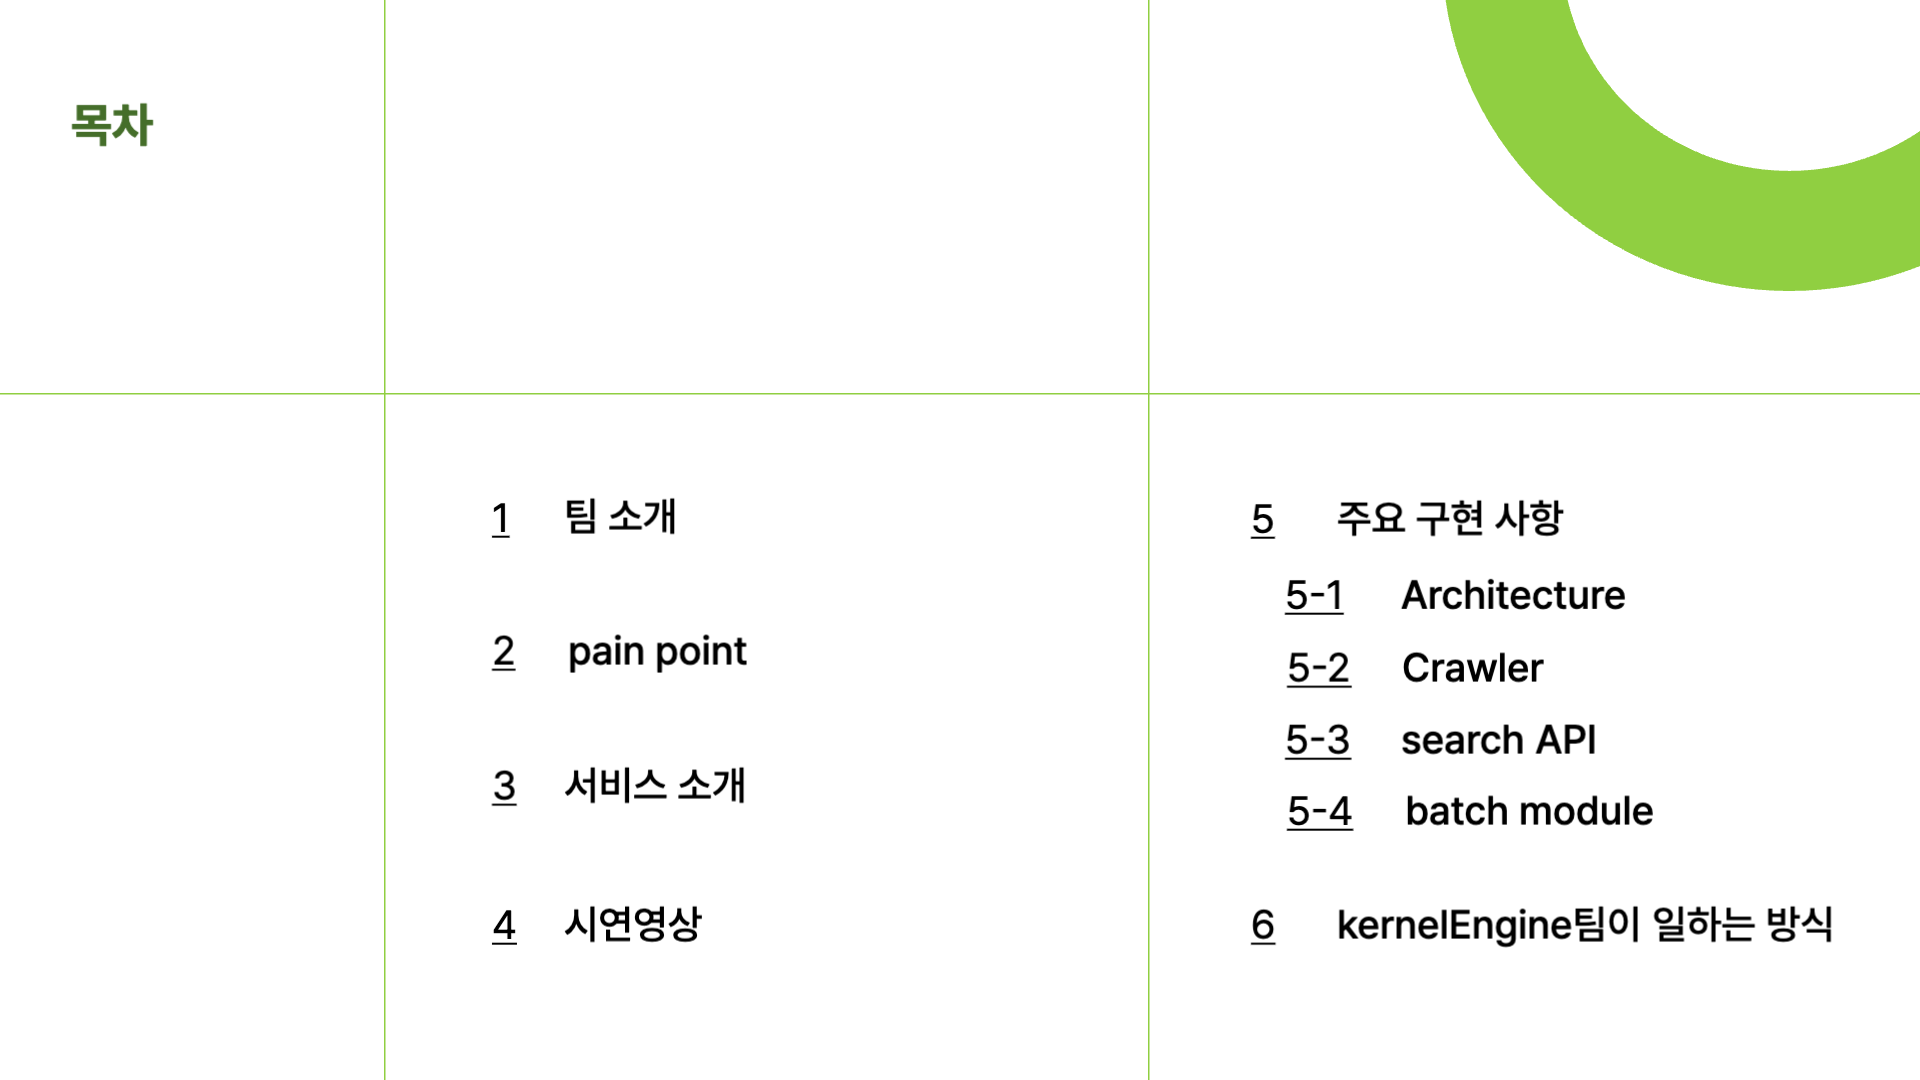 목차
1 팀 소개
2 pain point
3 서비스 소개
4 시연영상
5 주요 구현 사항
5-1 Architecture
5-2 Crawler
5-3 search API
5-4 batch module
6 kernelEngine팀이 일하는 방식